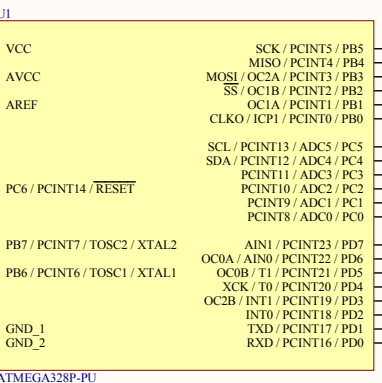 U1
VCC
SCK / PCINT5 / PB5
MISO / PCINT4 / PB4
AVCC
MOSI / OC2A / PCINT3 / PB3
SS / OC1B / PCINT2 / PB2
AREF
OC1A / PCINT1 / PB1
CLKO / ICP1 / PCINT0 / PB0
SCL / PCINT13 / ADC5 / PC5
SDA / PCINT12 / ADC4 / PC4
PCINT11 / ADC3 / PC3
PC6 / PCINT14 / RESET
PCINT10 / ADC2 / PC2
PCINT9 / ADC1 / PC1
PCINT8 / ADC0 / PC0
PB7 / PCINT7 / TOSC2 / XTAL2
AIN1 / PCINT23 / PD7
OC0A / AIN0 / PCINT22 / PD6
PB6 / PCINT6 / TOSC1 / XTAL1
OC0B / T1 / PCINT21 / PD5
XCK / T0 / PCINT20 / PD4
OC2B / INT1 / PCINT19 / PD3
INT0 / PCINT18 / PD2
GND_1
TXD / PCINT17 / PD1
GND_2
RXD / PCINT16 / PD0
ATMEGA328P-PU